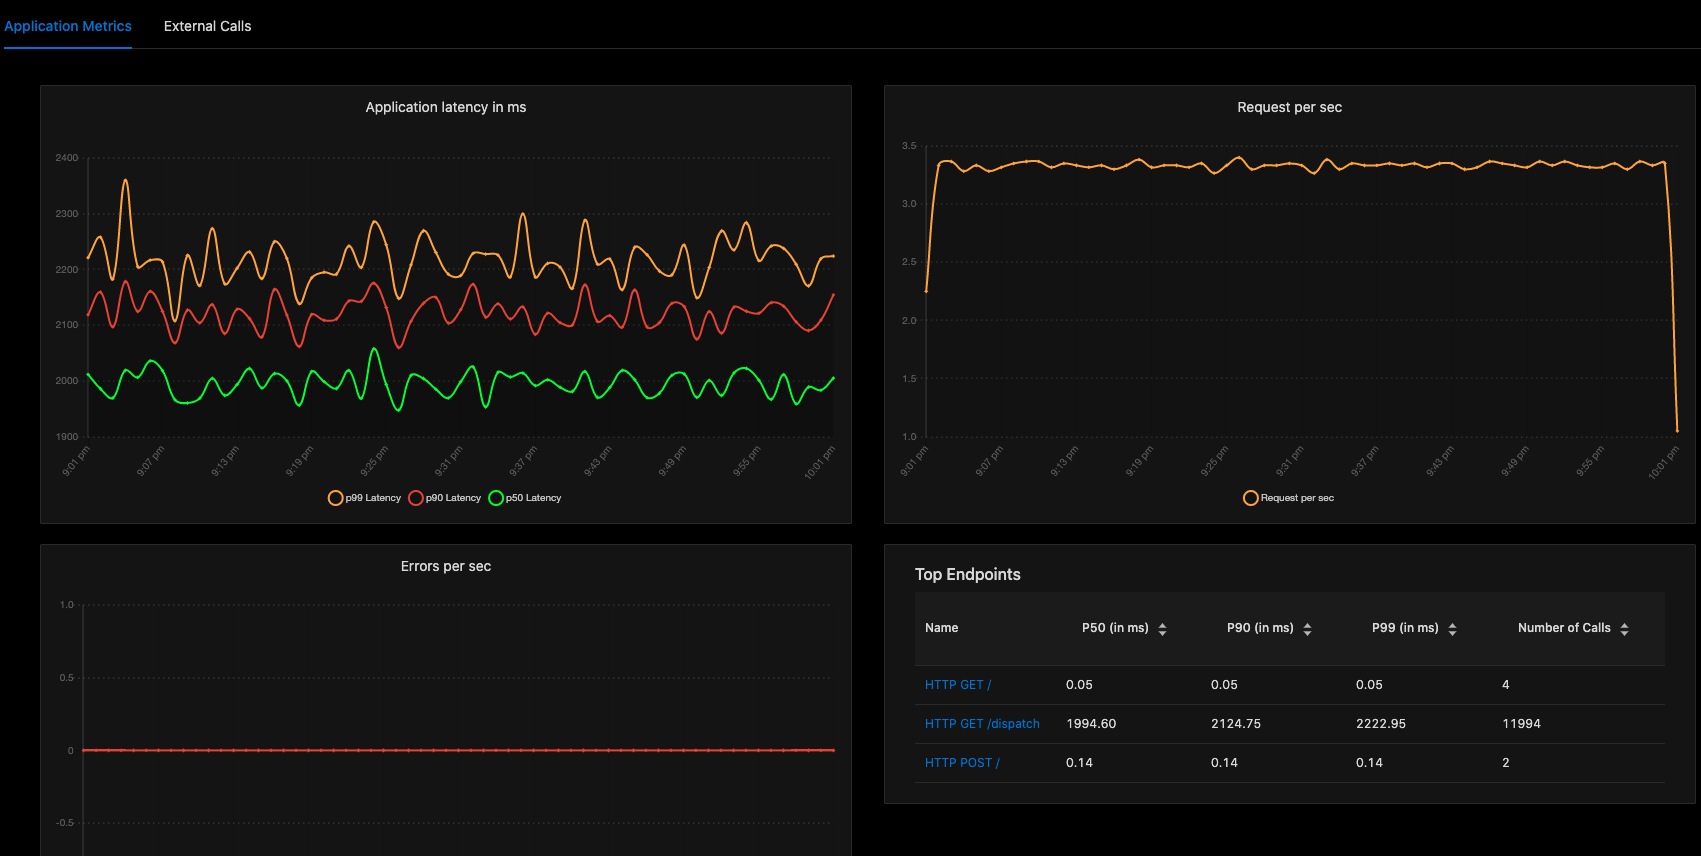 Application Metrics External Calls
Application latency in ms
2400
2300
2200
2100
2000
1900
9:01 pm 9:07 pm 9:13 pm 9:19 pm 9:25 pm 9:31 pm 9:37 pm 9:43 pm 9:49 pm 9:55 pm 10:01 pm
p99 Latency p90 Latency p50 Latency
Request per sec
3.5
3.0
2.5
2.0
1.5
1.0
9:01 pm 9:07 pm 9:13 pm 9:19 pm 9:25 pm 9:31 pm 9:37 pm 9:43 pm 9:49 pm 9:55 pm 10:01 pm
Request per sec
Errors per sec
1.0
0.5
0
-0.5
Top Endpoints
Name P50 (in ms) P90 (in ms) P99 (in ms) Number of Calls
HTTP GET / 0.05 0.05 0.05 4
HTTP GET /dispatch 1994.60 2124.75 2222.95 11994
HTTP POST / 0.14 0.14 0.14 2